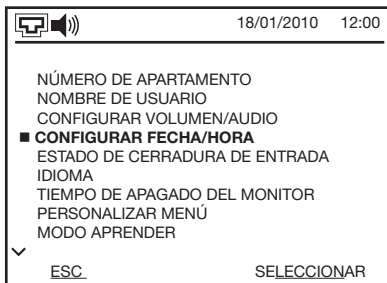 18/01/2010 12:00
NÚMERO DE APARTAMENTO
NOMBRE DE USUARIO
CONFIGURAR VOLUMEN/AUDIO
CONFIGURAR FECHA/HORA
ESTADO DE CERRADURA DE ENTRADA
IDIOMA
TIEMPO DE APAGADO DEL MONITOR
PERSONALIZAR MENÚ
MODO APRENDER
ESC SELECCIONAR